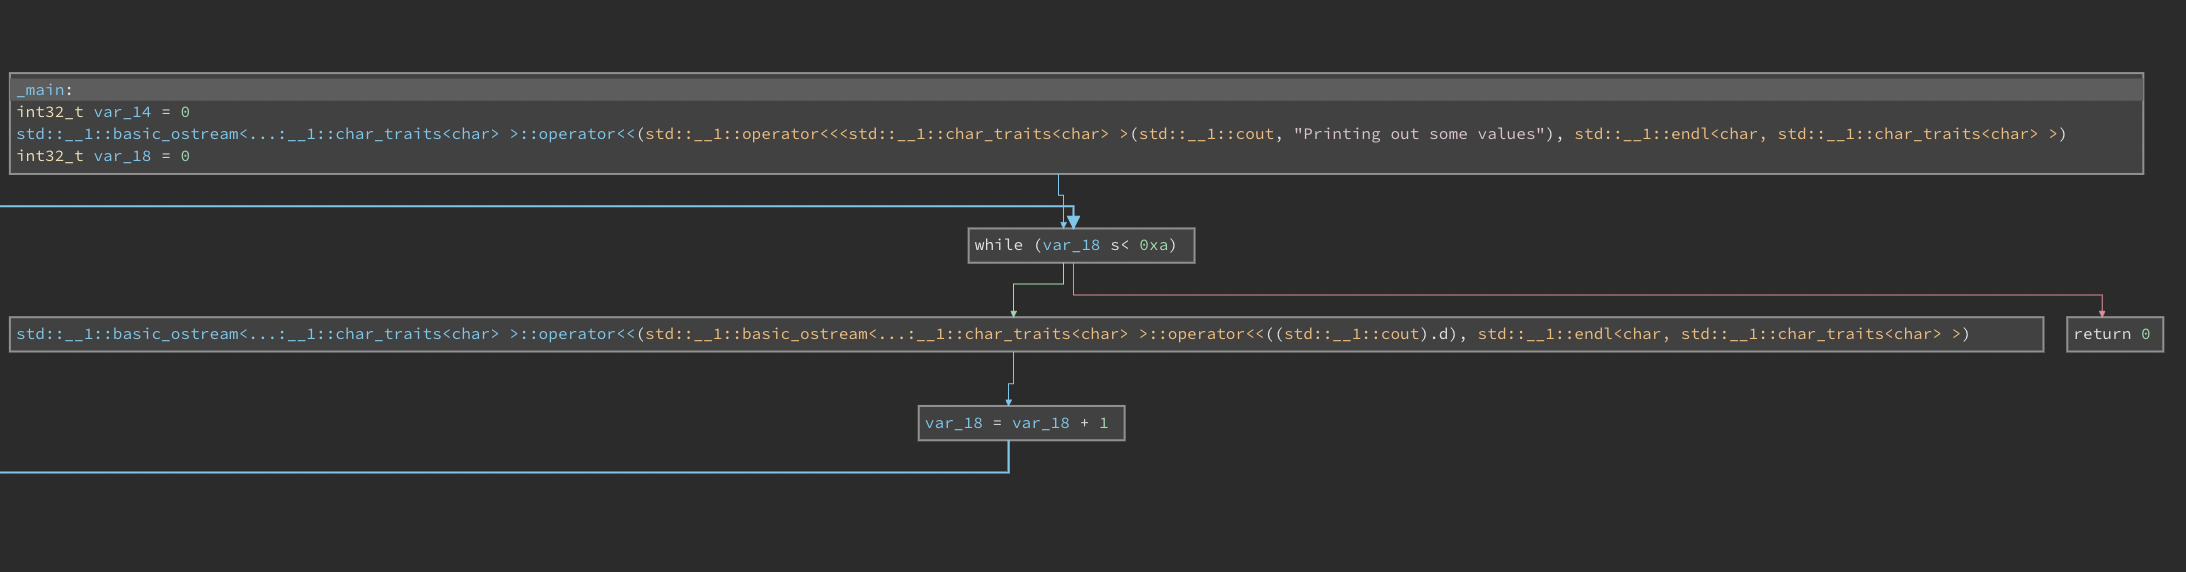 _main:
int32_t var_14 = 0
std::__1::basic_ostream<...:__1::char_traits<char> >::operator<<(std::__1::operator<<<std::__1::char_traits<char> >(std::__1::cout, "Printing out some values"), std::__1::endl<char, std::__1::char_traits<char> >)
int32_t var_18 = 0
while (var_18 s< 0xa)
std::__1::basic_ostream<...:__1::char_traits<char> >::operator<<(std::__1::basic_ostream<...:__1::char_traits<char> >::operator<<((std::__1::cout).d), std::__1::endl<char, std::__1::char_traits<char> >)
return 0
var_18 = var_18 + 1